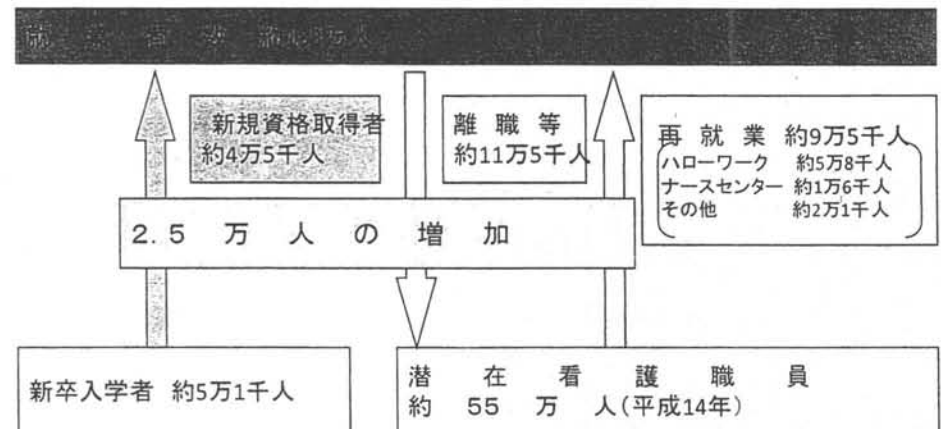 新規資格取得者
約4万5千人
離職等
約11万5千人
再就業 約9万5千人
ハローワーク 約5万8千人
ナースセンター 約1万6千人
その他 約2万1千人
2.5万人の増加
新卒入学者 約5万1千人
潜在看護職員
約55万人(平成14年)